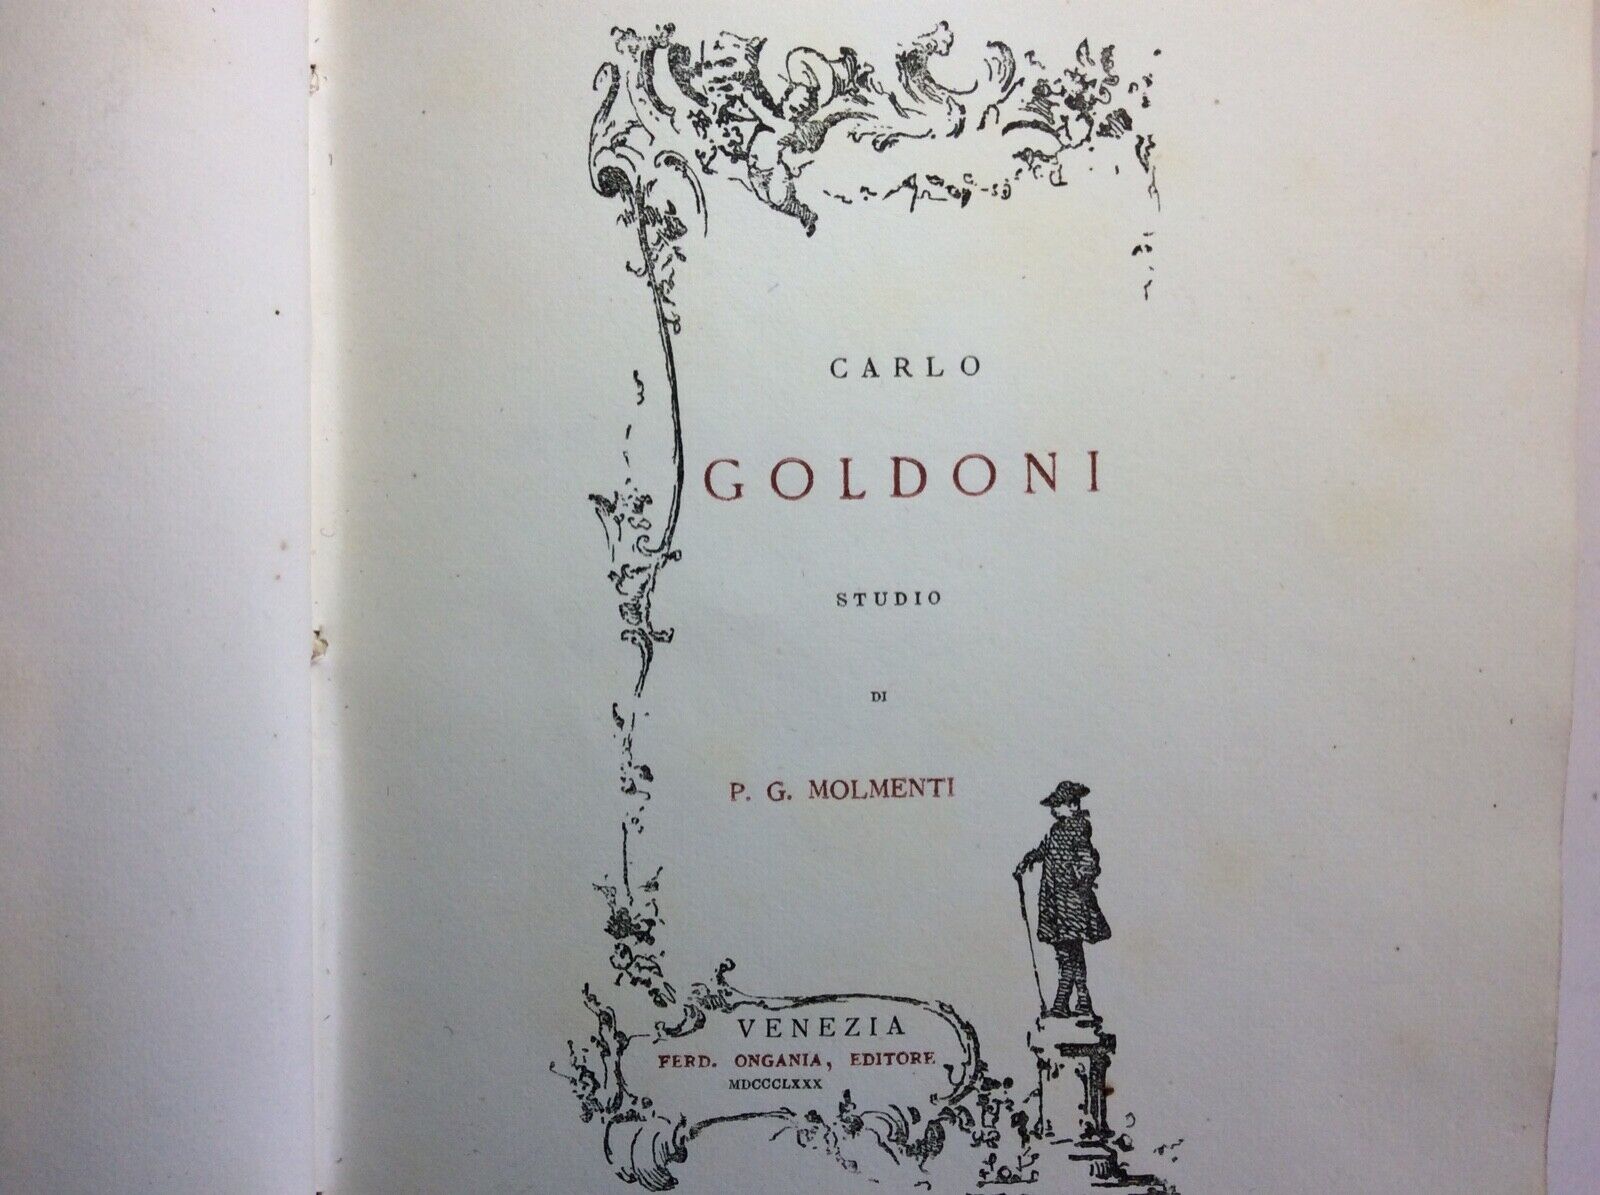 CARLO
GOLDONI
STUDIO
DI
P. G. MOLMENTI
VENEZIA
FERD. ONGANIA, EDITORE
MDCCCLXXX